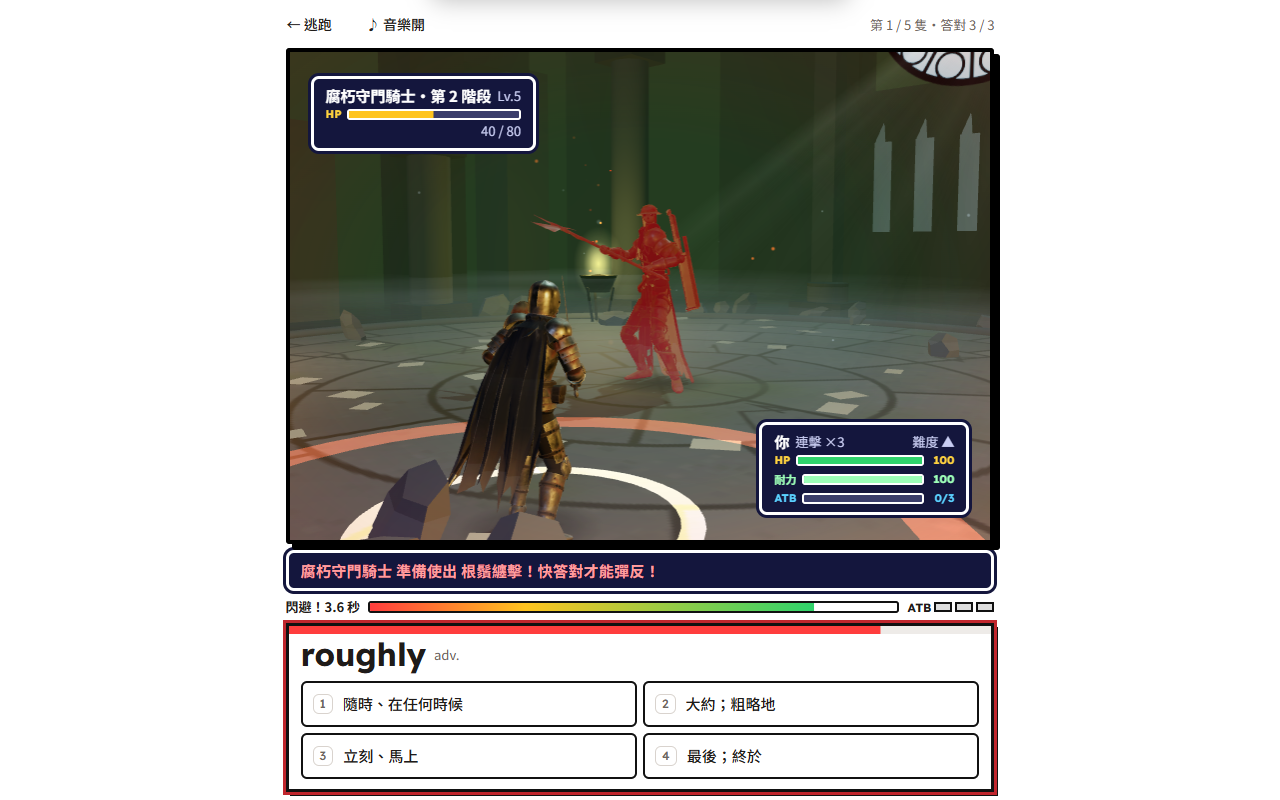 ← 逃跑 ♪ 音樂開 第 1 / 5 隻・答對 3 / 3
腐朽守門騎士・第 2 階段 Lv.5
HP
40 / 80
你 連擊 ×3 難度 ▲
HP 100
耐力 100
ATB 0/3
腐朽守門騎士 準備使出 根鬚纏擊！快答對才能彈反！
閃避！3.6 秒 ATB
roughly adv.
1 隨時、在任何時候
2 大約；粗略地
3 立刻、馬上
4 最後；終於